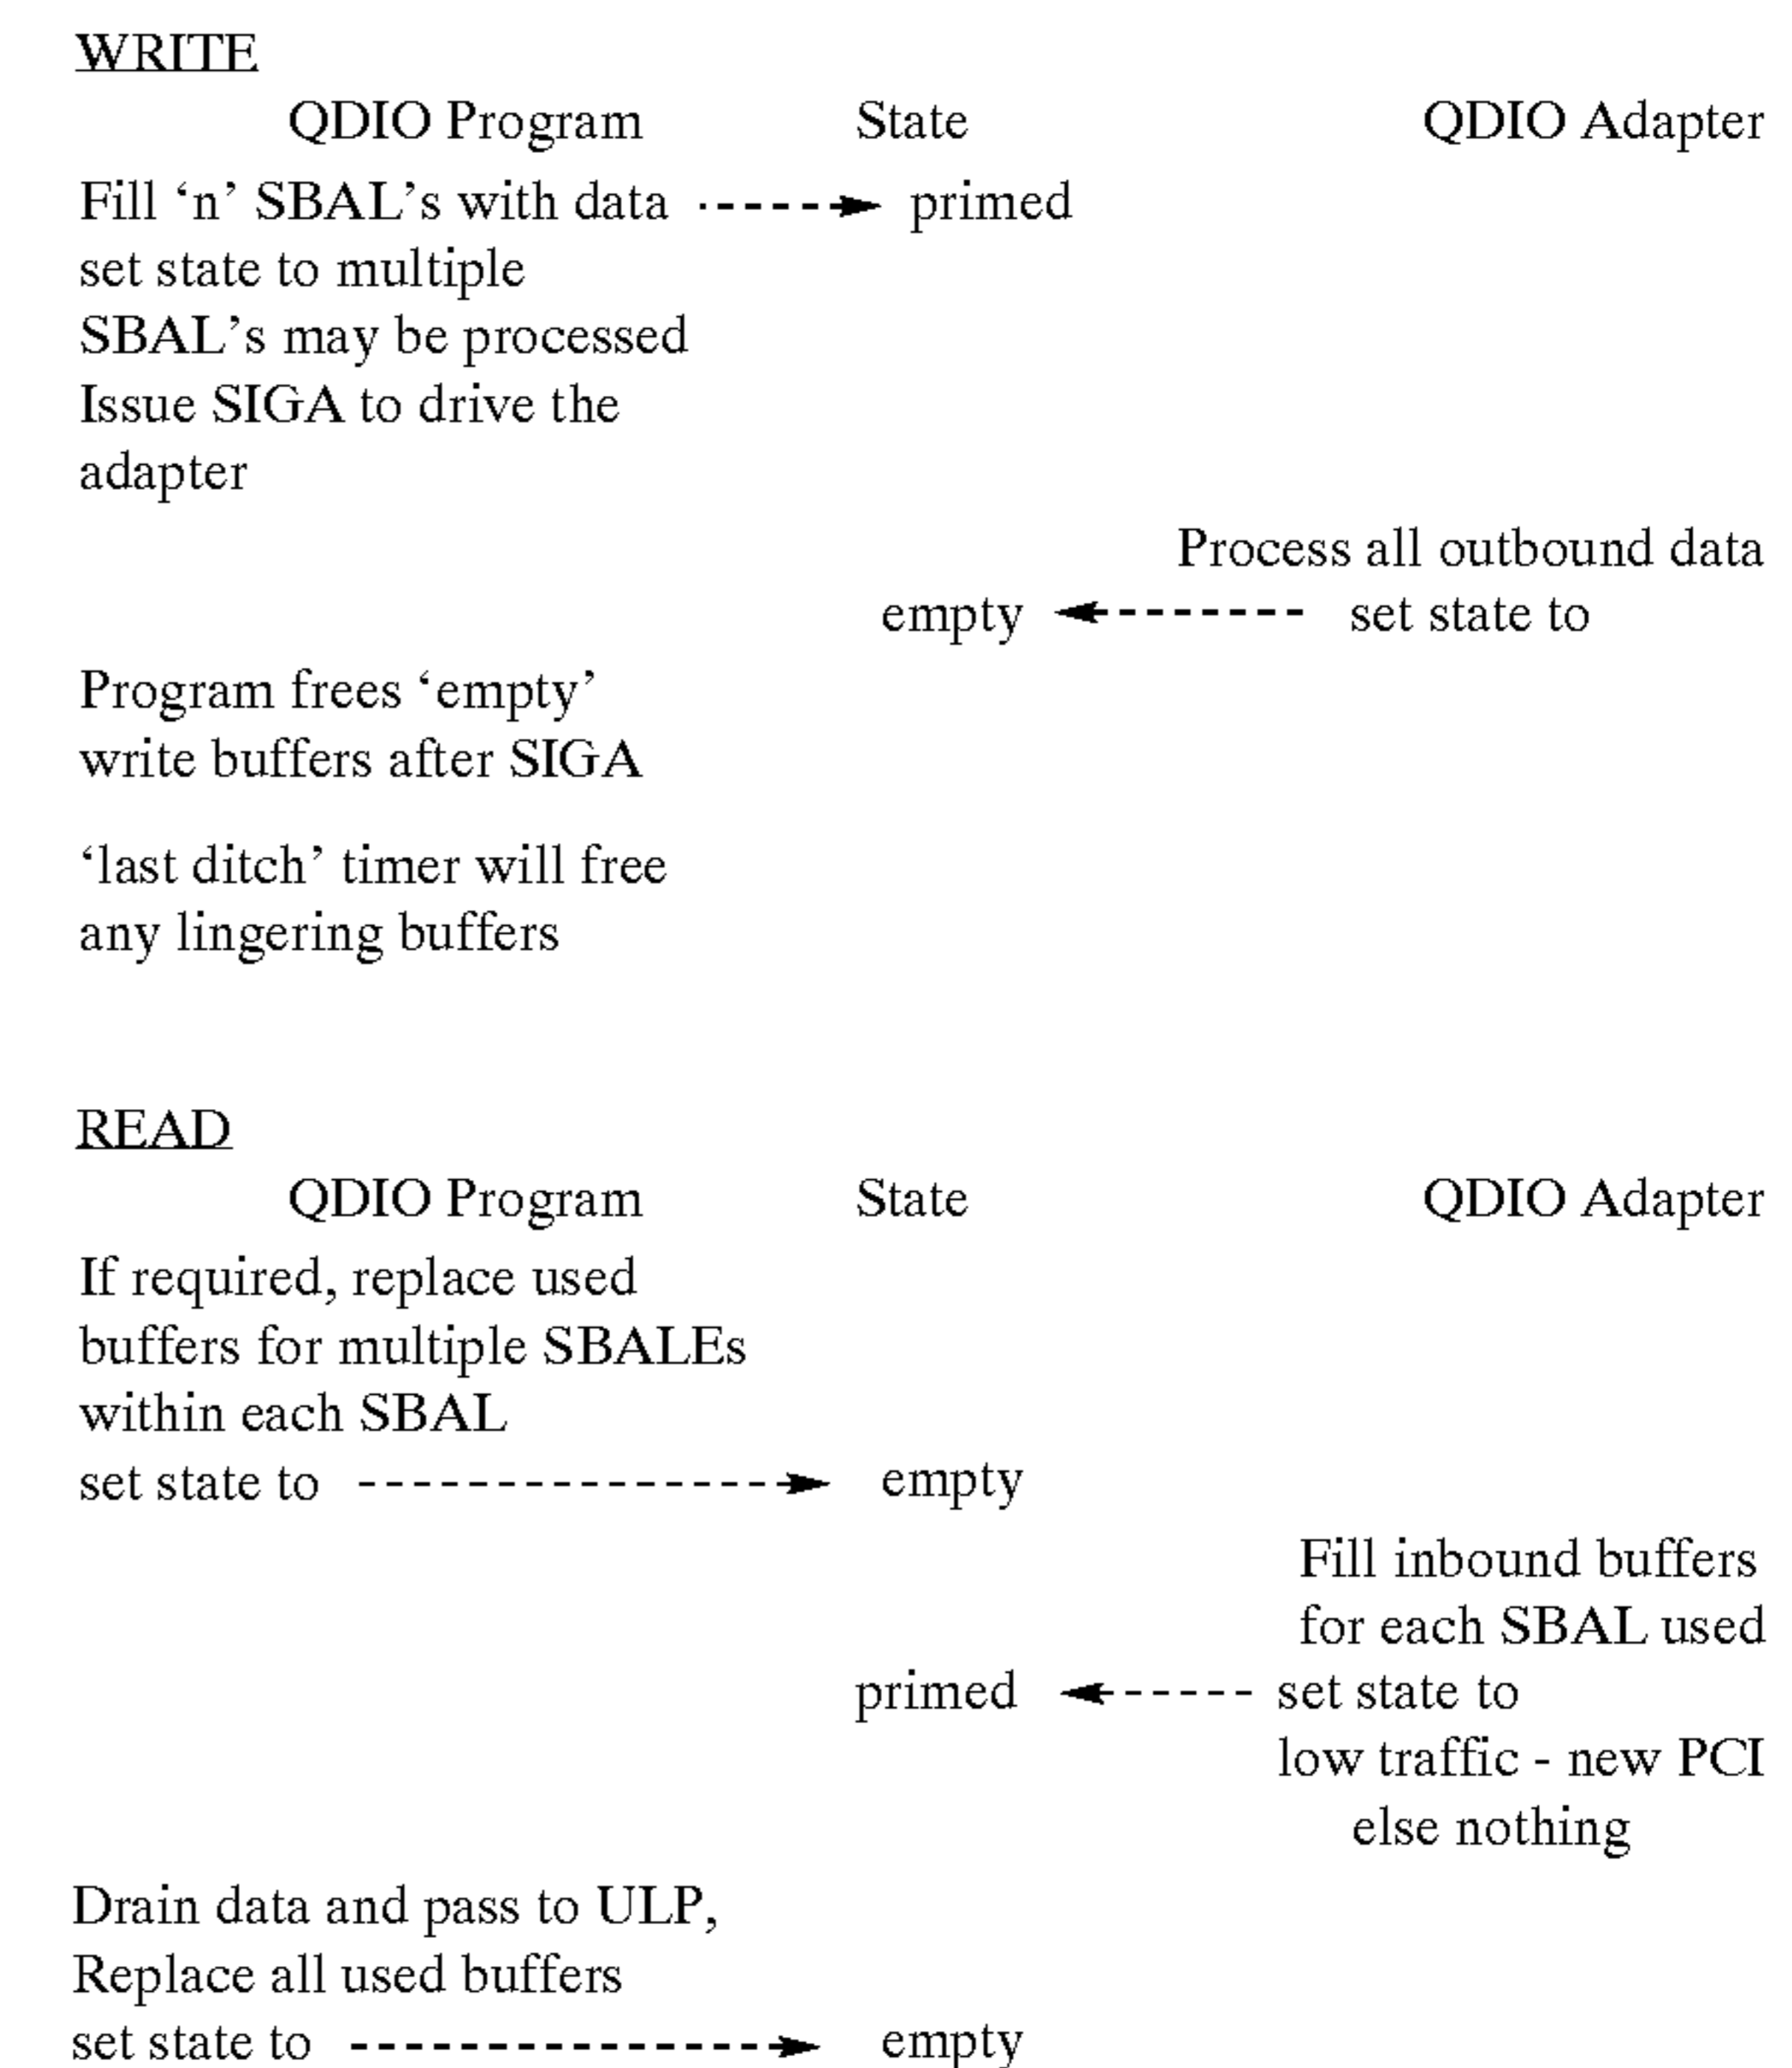 WRITE
QDIO Program State QDIO Adapter
Fill ‘n’ SBAL’s with data primed
set state to multiple
SBAL’s may be processed
Issue SIGA to drive the
adapter
Process all outbound data
empty set state to
Program frees ‘empty’
write buffers after SIGA
‘last ditch’ timer will free
any lingering buffers
READ
QDIO Program State QDIO Adapter
If required, replace used
buffers for multiple SBALEs
within each SBAL
set state to empty
Fill inbound buffers
for each SBAL used
primed set state to
low traffic - new PCI
else nothing
Drain data and pass to ULP,
Replace all used buffers
set state to empty